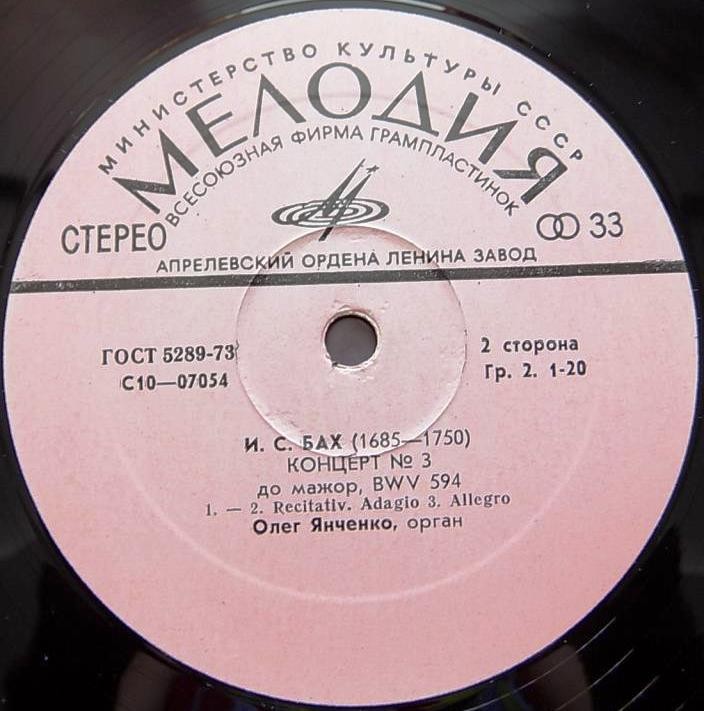 МИНИСТЕРСТВО КУЛЬТУРЫ СССР
МЕЛОДИЯ
ВСЕСОЮЗНАЯ ФИРМА ГРАМПЛАСТИНОК
СТЕРЕО
33
АПРЕЛЕВСКИЙ ОРДЕНА ЛЕНИНА ЗАВОД
ГОСТ 5289-73
С10—07054
2 сторона
Гр. 2. 1-20
И. С. БАХ (1685—1750)
КОНЦЕРТ № 3
до мажор, BWV 594
1. — 2. Recitativ. Adagio 3. Allegro
Олег Янченко, орган